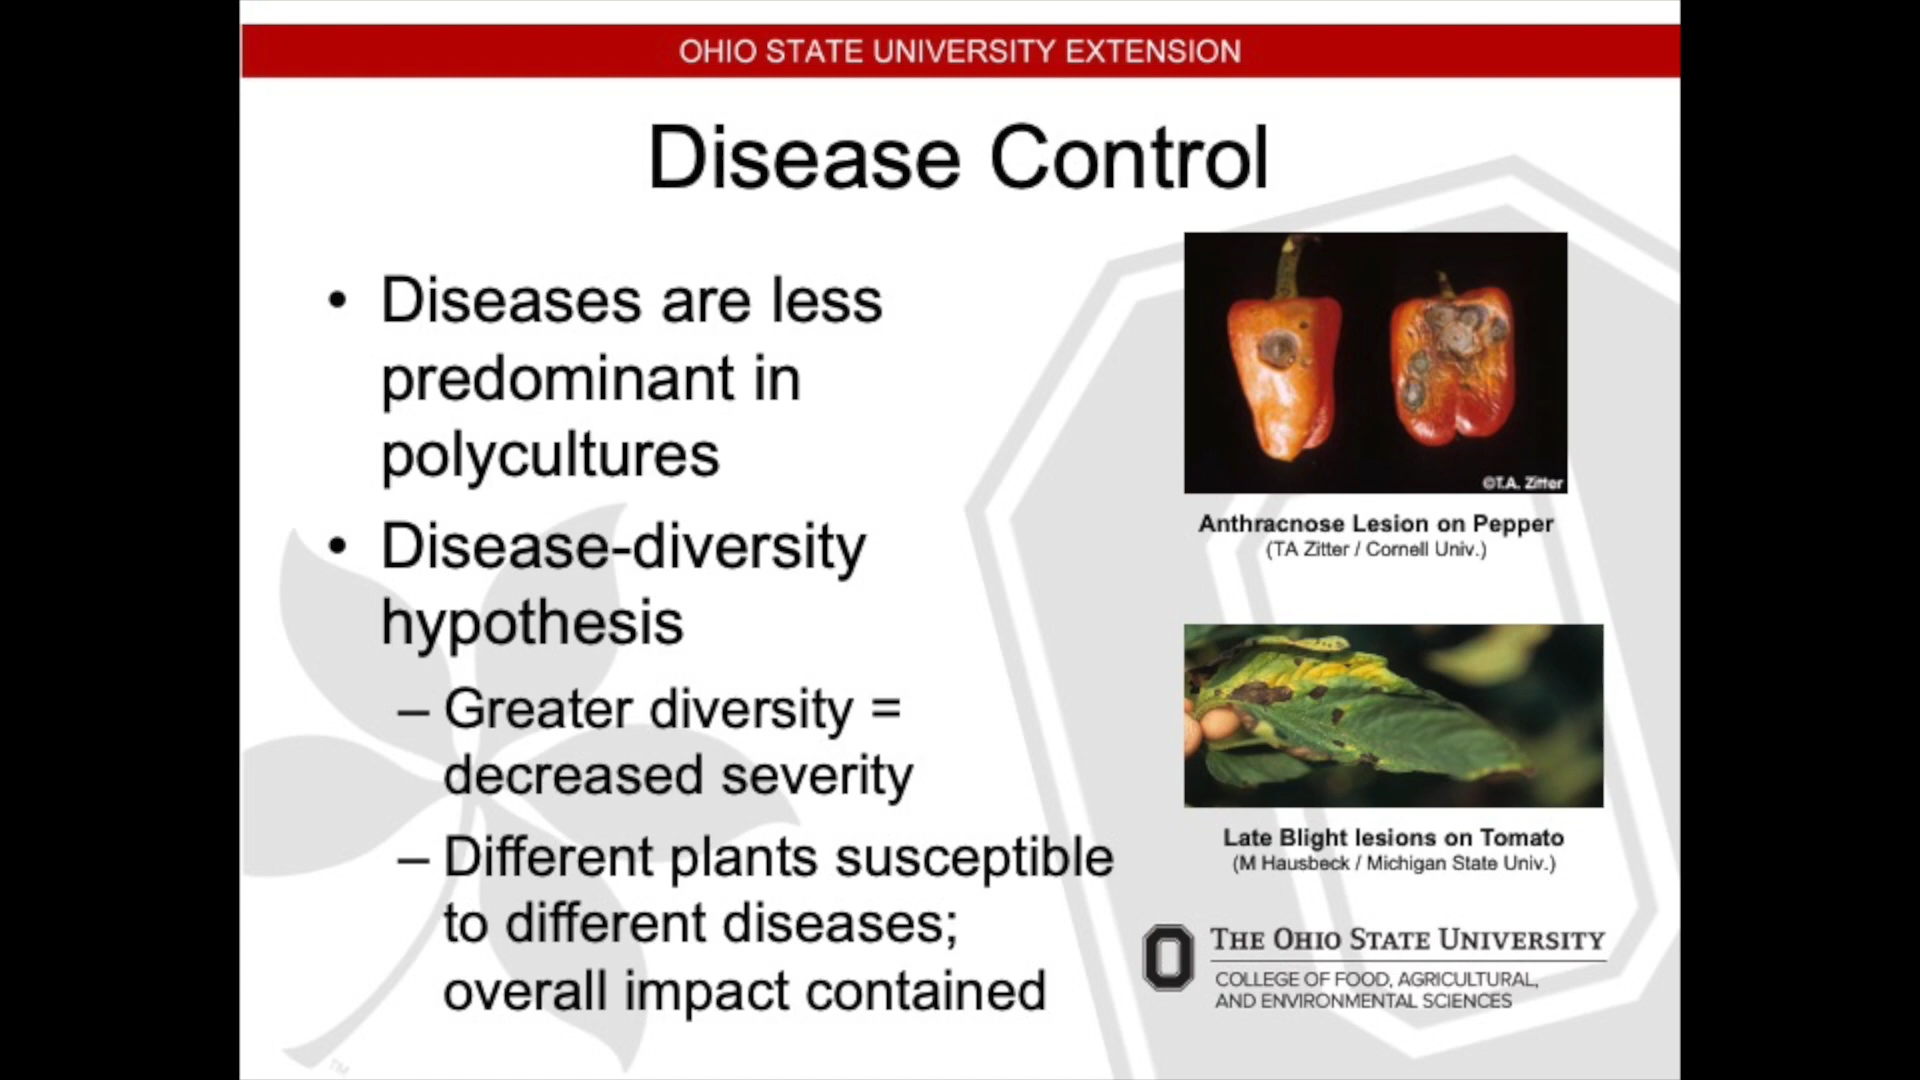 OHIO STATE UNIVERSITY EXTENSION
Disease Control
• Diseases are less
predominant in
polycultures
• Disease-diversity
hypothesis
– Greater diversity =
decreased severity
– Different plants susceptible
to different diseases;
overall impact contained
©T.A. Zitter
Anthracnose Lesion on Pepper
(TA Zitter / Cornell Univ.)
Late Blight lesions on Tomato
(M Hausbeck / Michigan State Univ.)
THE OHIO STATE UNIVERSITY
COLLEGE OF FOOD, AGRICULTURAL,
AND ENVIRONMENTAL SCIENCES
TM